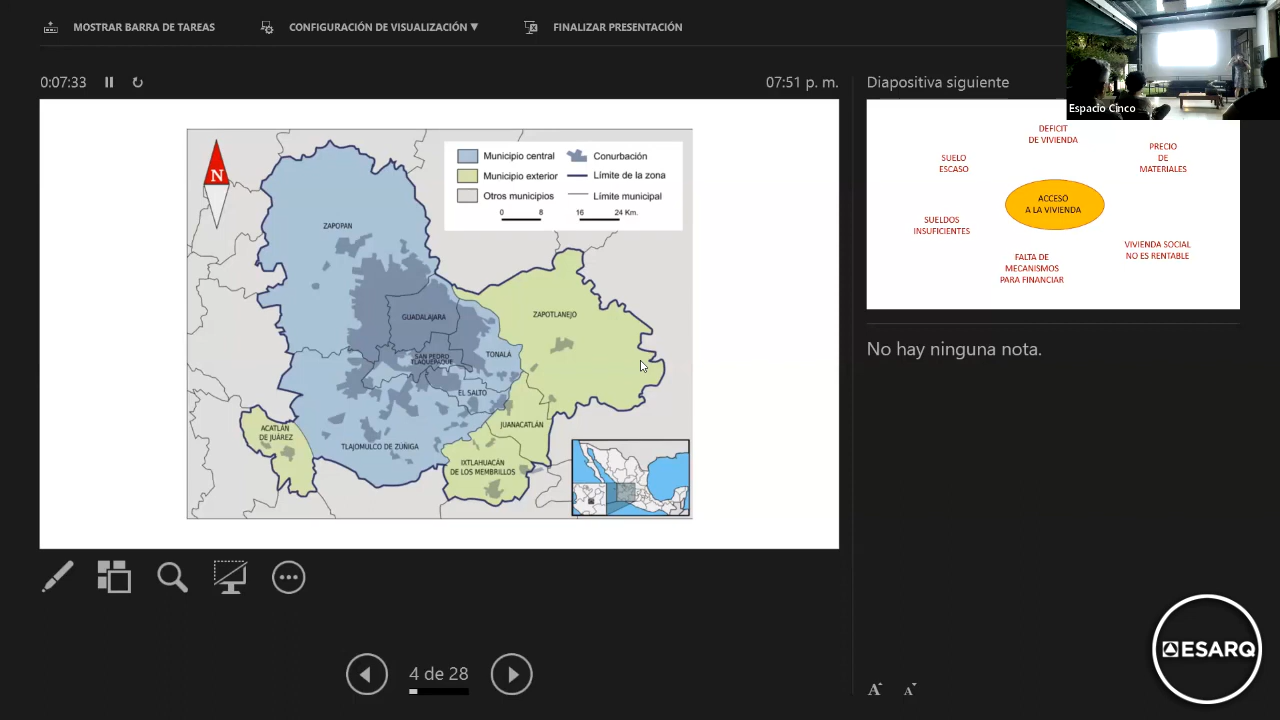 MOSTRAR BARRA DE TAREAS
CONFIGURACIÓN DE VISUALIZACIÓN ▼
FINALIZAR PRESENTACIÓN
0:07:33
07:51 p. m.
N
Municipio central
Municipio exterior
Otros municipios
Conurbación
Límite de la zona
Límite municipal
0 8 16 24 Km.
ZAPOPAN
GUADALAJARA
ZAPOTLANEJO
SAN PEDRO
TLAQUEPAQUE
TONALÁ
EL SALTO
JUANACATLÁN
ACATLÁN
DE JUÁREZ
TLAJOMULCO DE ZÚÑIGA
IXTLAHUACÁN
DE LOS MEMBRILLOS
4 de 28
Diapositiva siguiente
Espacio Cinco
DEFICIT
DE VIVIENDA
SUELO
ESCASO
PRECIO
DE
MATERIALES
ACCESO
A LA VIVIENDA
SUELDOS
INSUFICIENTES
VIVIENDA SOCIAL
NO ES RENTABLE
FALTA DE
MECANISMOS
PARA FINANCIAR
No hay ninguna nota.
ESARQ
A A